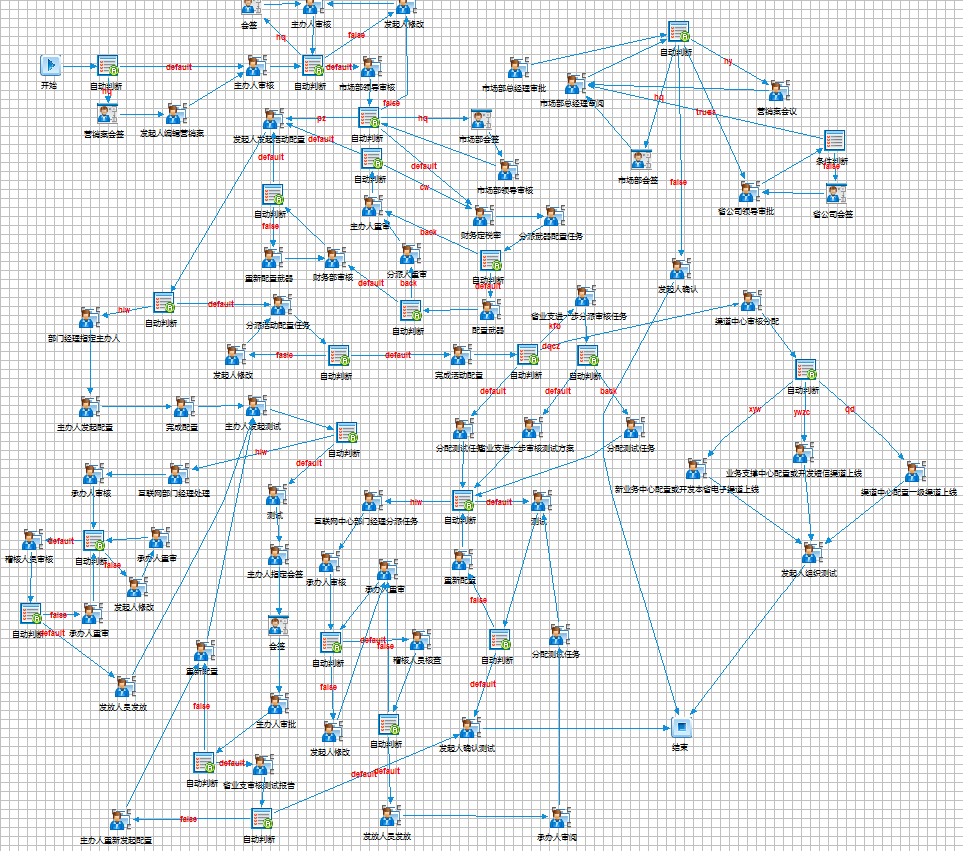 会签
主办人审核
发起人修改
hq
false
开始
自动判断
default
主办人审核
自动判断
default
市场部领导审核
hq
营销案会签
发起人编辑营销案
市场部总经理审批
市场部总经理审阅
自动判断
hy
hq
true
营销案会议
false
pz
发起人发起活动配置
default
自动判断
hq
市场部会签
条件判断
false
default
自动判断
default
cw
市场部领导审核
市场部会签
false
省公司领导审批
省公司会签
自动判断
false
主办人重审
back
财务定税率
分派武器配置任务
重新配置武器
财务部审核
分派人重审
default
back
自动判断
default
发起人确认
hlw
自动判断
default
分派活动配置任务
自动判断
配置武器
省业支进一步分派审核任务
kfq
渠道中心审核分配
部门经理指定主办人
发起人修改
false
自动判断
default
完成活动配置
自动判断
dqcz
自动判断
自动判断
default
default
back
xyw
ywzc
qd
主办人发起配置
完成配置
主办人发起测试
自动判断
hlw
default
分配测试任务
省业支进一步审核测试方案
分配测试任务
承办人审核
互联网部门经理处理
业务支撑中心配置或开发短信渠道上线
新业务中心配置或开发本省电子渠道上线
渠道中心配置一级渠道上线
测试
互联网中心部门经理分派任务
hlw
自动判断
default
测试
稽核人员审核
default
自动判断
承办人重审
false
发起人修改
主办人指定会签
承办人审核
承办人重审
重新配置
发起人组织测试
自动判断
false
default
承办人重审
false
会签
自动判断
default
false
稽核人员核查
自动判断
分配测试任务
重新配置
false
default
发放人员发放
false
主办人审批
发起人修改
自动判断
发起人确认测试
结束
自动判断
default
省业支审核测试报告
default
default
主办人重新发起配置
false
自动判断
发放人员发放
承办人审阅